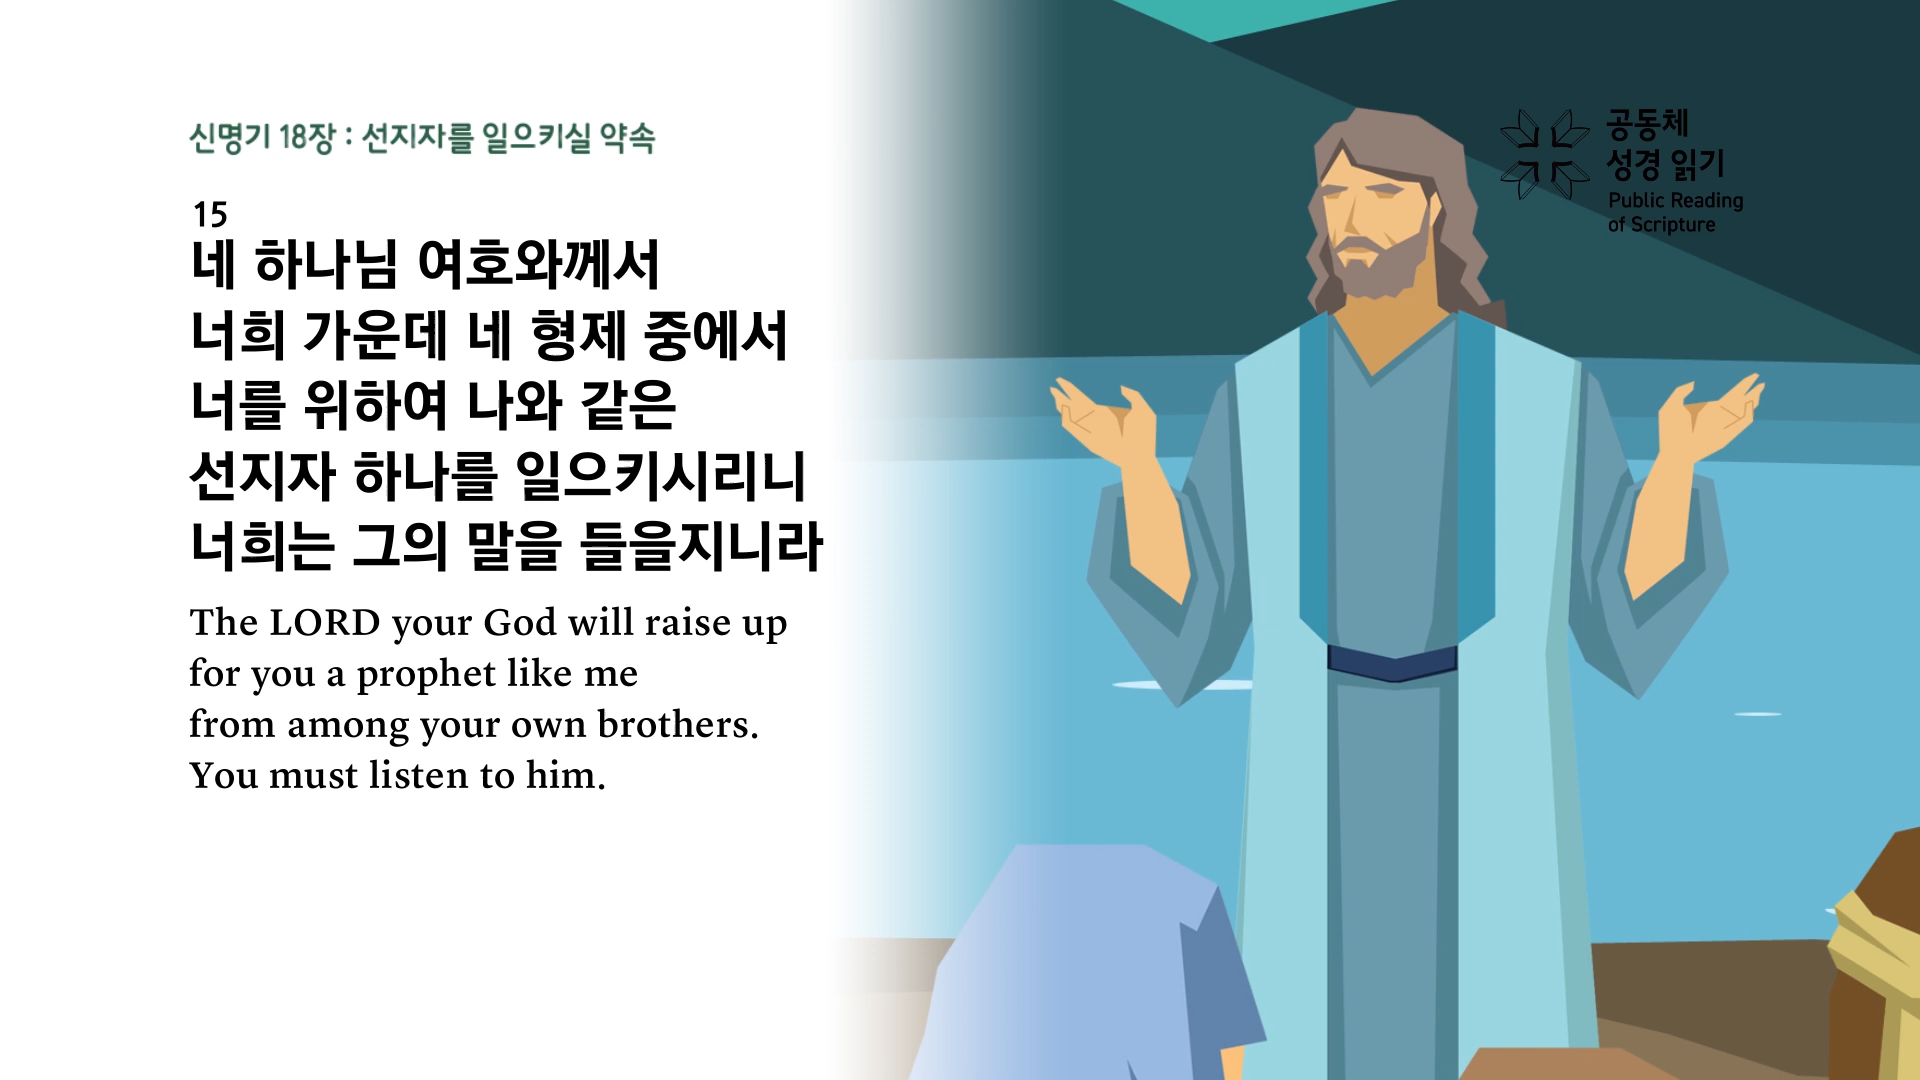 신명기 18장 : 선지자를 일으키실 약속
15
네 하나님 여호와께서
너희 가운데 네 형제 중에서
너를 위하여 나와 같은
선지자 하나를 일으키시리니
너희는 그의 말을 들을지니라
The LORD your God will raise up
for you a prophet like me
from among your own brothers.
You must listen to him.
공동체
성경 읽기
Public Reading
of Scripture